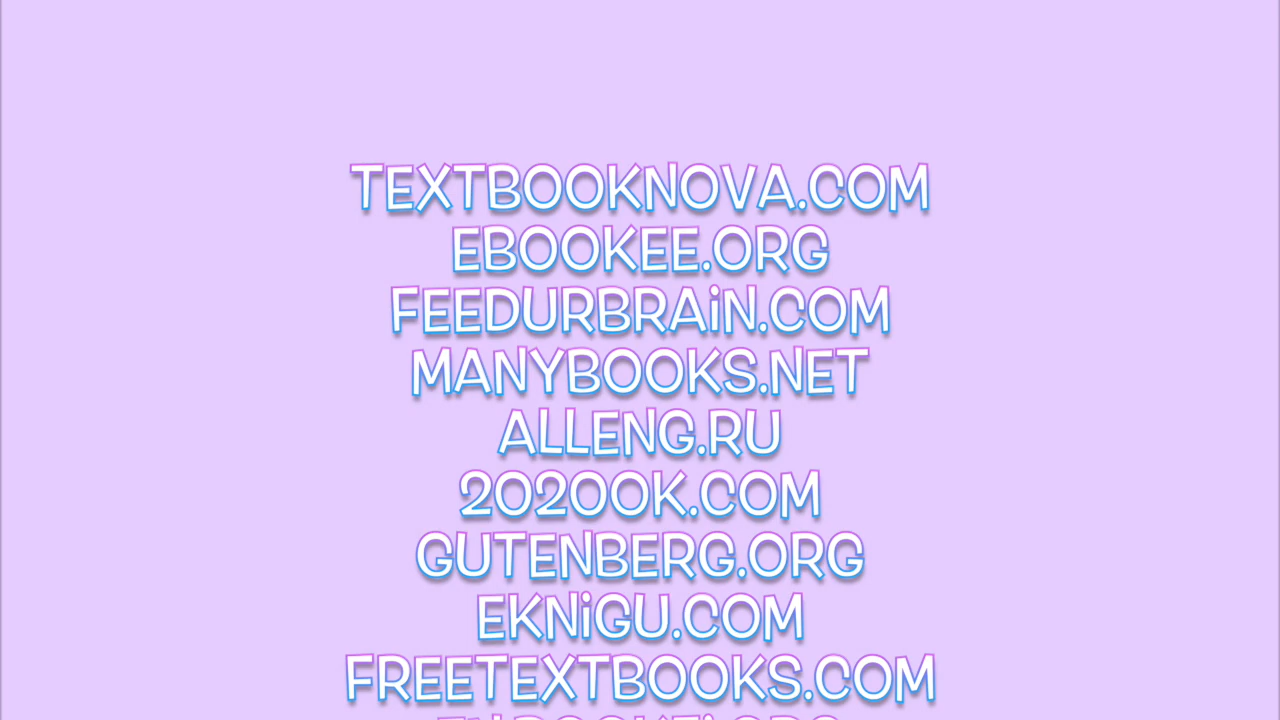 TEXTBOOKNOVA.COM
EBOOKEE.ORG
FEEDURBRAiN.COM
MANYBOOKS.NET
ALLENG.RU
2020OK.COM
GUTENBERG.ORG
EKNiGU.COM
FREETEXTBOOKS.COM